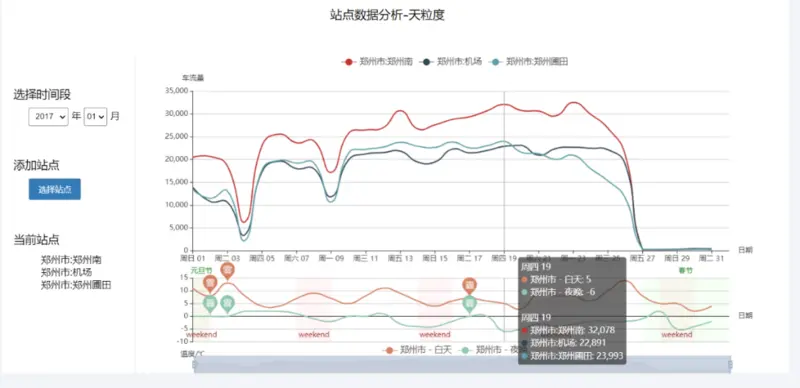 站点数据分析-天粒度
郑州市:郑州南 郑州市:机场 郑州市:郑州圃田
选择时间段
2017 年 01 月
添加站点
选择站点
当前站点
郑州市:郑州南
郑州市:机场
郑州市:郑州圃田
车流量
35,000
30,000
25,000
20,000
15,000
10,000
5,000
0
周日 01 周二 03 周四 05 周六 07 周一 09 周三 11 周五 13 周日 15 周二 17 周四 19 周六 21 周一 23 周三 25 周五 27 周日 29 周二 31
日期
元旦节 春节
15
10
5
0
-5
-10
日期
weekend weekend weekend weekend
温度/℃
郑州市 - 白天 郑州市 - 夜晚
周四 19
郑州市 - 白天: 5
郑州市 - 夜晚: -6
周四 19
郑州市:郑州南: 32,078
郑州市:机场: 22,891
郑州市:郑州圃田: 23,993